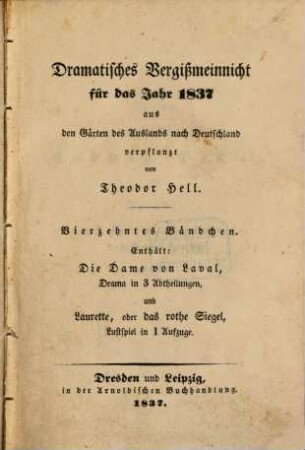 Dramatisches Vergißmeinnicht
für das Jahr 1837
aus
den Gärten des Auslands nach Deutschland
verpflanzt
von
Theodor Hell.
Vierzehntes Bändchen.
Enthält:
Die Dame von Laval,
Drama in 3 Abtheilungen,
und
Laurette, oder das rothe Siegel,
Lustspiel in 1 Aufzuge.
Dresden und Leipzig,
in der Arnoldischen Buchhandlung.
1837.